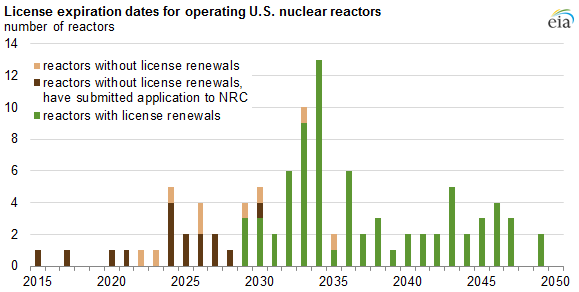 License expiration dates for operating U.S. nuclear reactors
number of reactors
eia
14
12
10
8
6
4
2
0
reactors without license renewals
reactors without license renewals,
have submitted application to NRC
reactors with license renewals
2015 2020 2025 2030 2035 2040 2045 2050